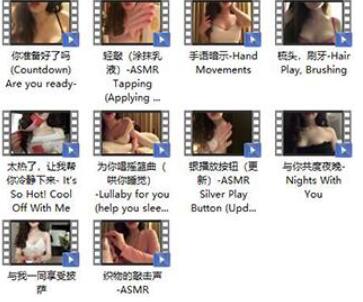 你准备好了吗
(Countdown)
Are you ready-
轻敲（涂抹乳
液）-ASMR
Tapping
(Applying ...
手语暗示-Hand
Movements
梳头，刷牙-Hair
Play, Brushing
太热了，让我帮
你冷静下来- It's
So Hot! Cool
Off With Me
为你唱摇篮曲（
哄你睡觉）
-Lullaby for you
(help you slee...
银播放按钮（更
新）-ASMR
Silver Play
Button (Upd...
与你共度夜晚-
Nights With
You
与我一同享受披
萨
织物的敲击声
-ASMR